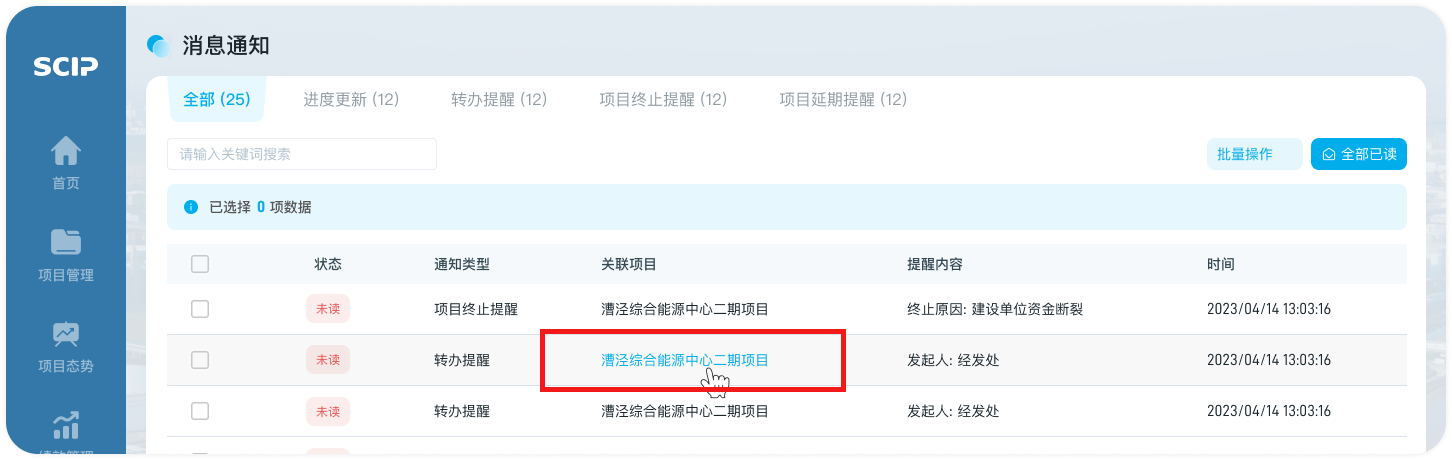 SCIP
首页
项目管理
项目态势
消息通知
全部 (25) 进度更新 (12) 转办提醒 (12) 项目终止提醒 (12) 项目延期提醒 (12)
请输入关键词搜索 批量操作 全部已读
已选择 0 项数据
状态 通知类型 关联项目 提醒内容 时间
未读 项目终止提醒 漕泾综合能源中心二期项目 终止原因: 建设单位资金断裂 2023/04/14 13:03:16
未读 转办提醒 漕泾综合能源中心二期项目 发起人: 经发处 2023/04/14 13:03:16
未读 转办提醒 漕泾综合能源中心二期项目 发起人: 经发处 2023/04/14 13:03:16